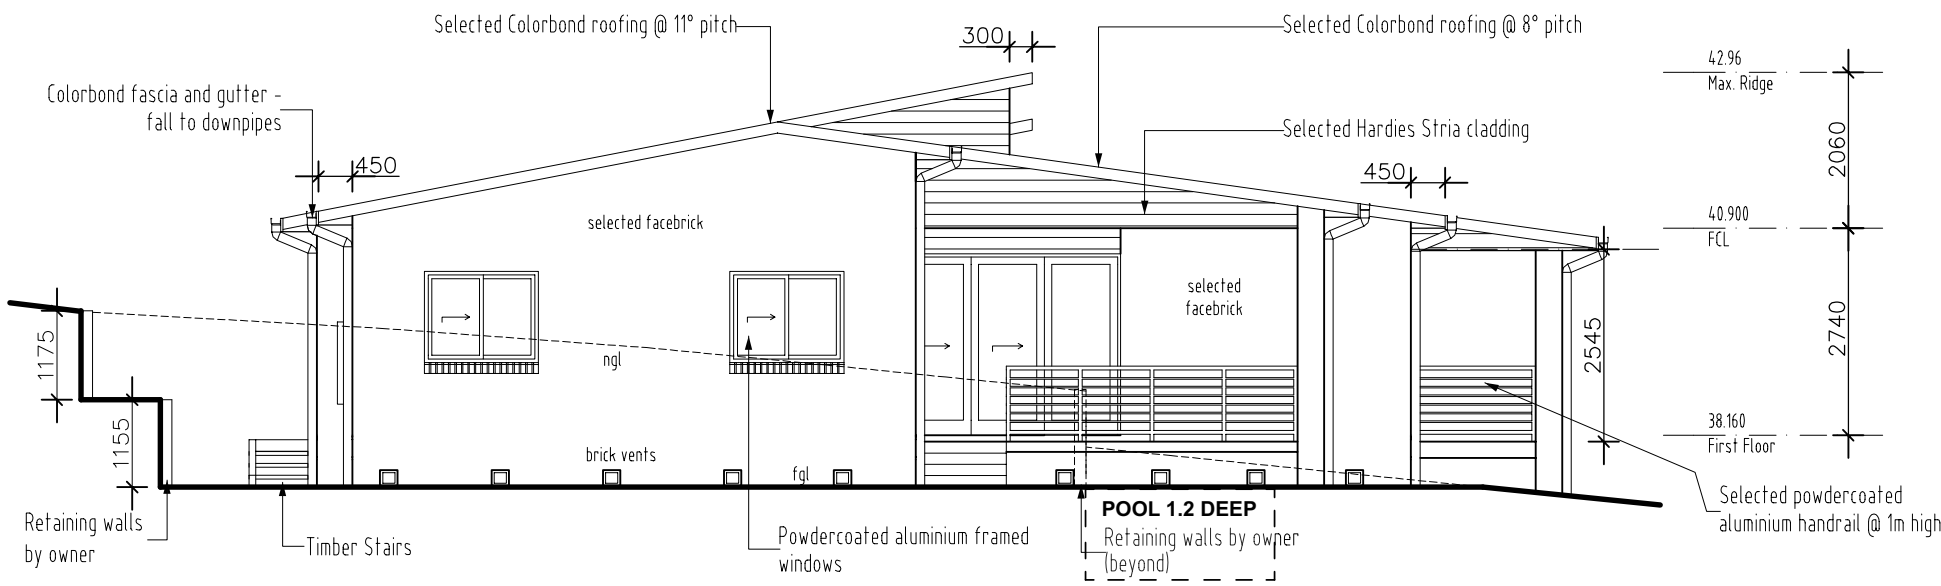 Selected Colorbond roofing @ 11° pitch
300
Selected Colorbond roofing @ 8° pitch
42.96
Max. Ridge
Colorbond fascia and gutter -
fall to downpipes
Selected Hardies Stria cladding
2060
450
450
selected facebrick
40.900
FCL
selected
facebrick
2740
2545
1175
ngl
38.160
First Floor
1155
brick vents
fgl
Selected powdercoated
aluminium handrail @ 1m high
Retaining walls
by owner
Timber Stairs
Powdercoated aluminium framed
windows
POOL 1.2 DEEP
Retaining walls by owner
(beyond)